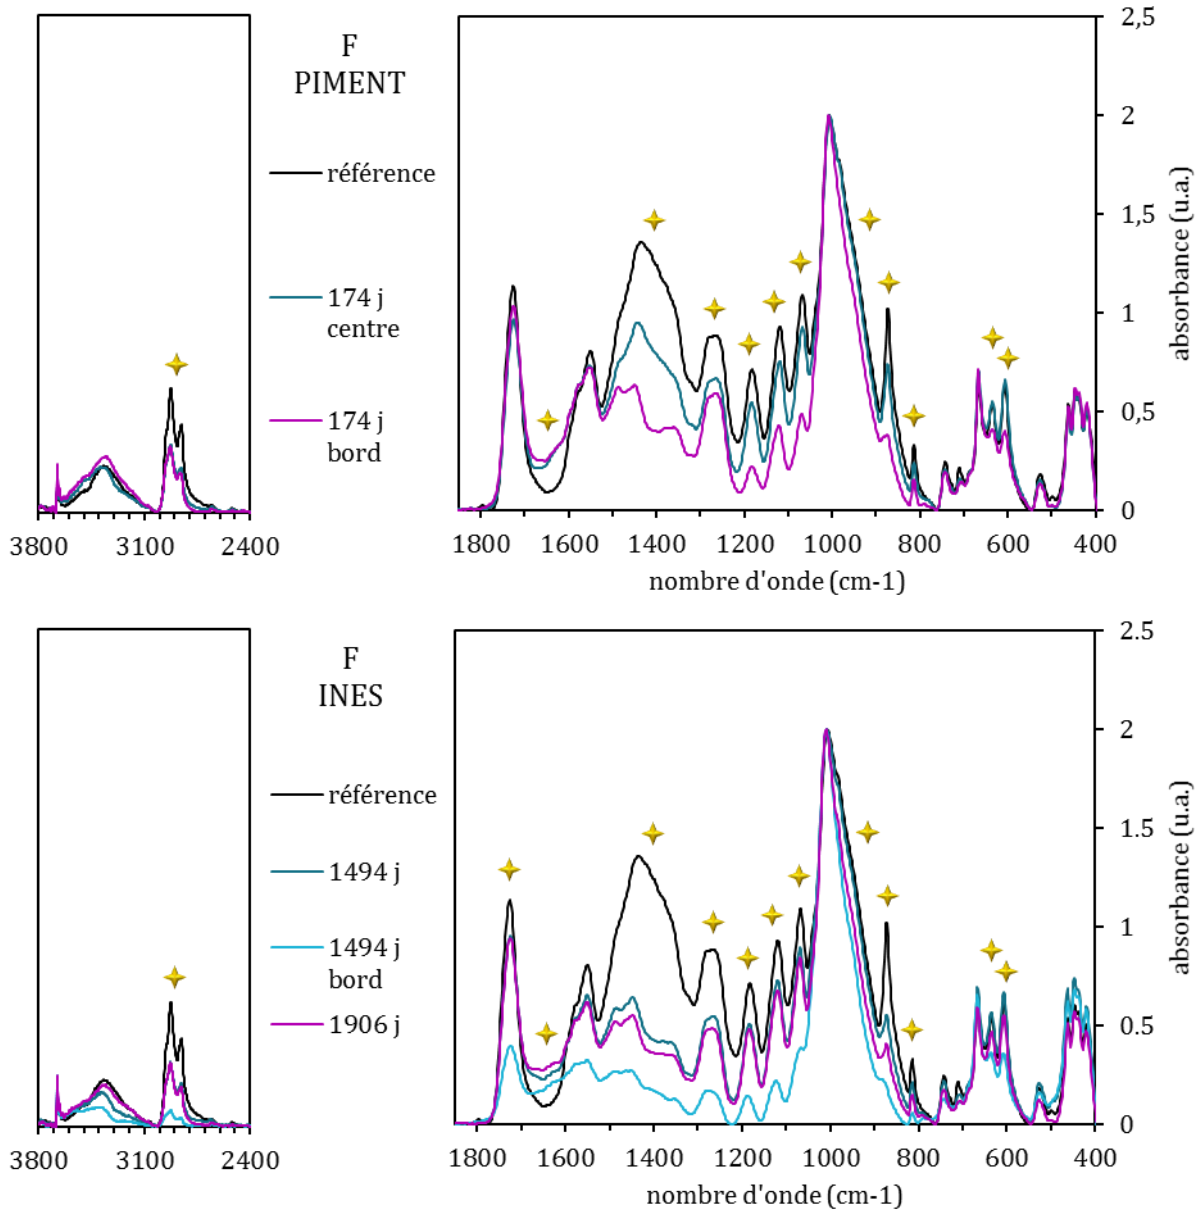 F
PIMENT
référence
174 j
centre
174 j
bord
3800 3100 2400
2,5
2
1,5
1
0,5
0
absorbance (u.a.)
1800 1600 1400 1200 1000 800 600 400
nombre d'onde (cm-1)
F
INES
référence
1494 j
1494 j
bord
1906 j
3800 3100 2400
2.5
2
1.5
1
0.5
0
absorbance (u.a.)
1800 1600 1400 1200 1000 800 600 400
nombre d'onde (cm-1)